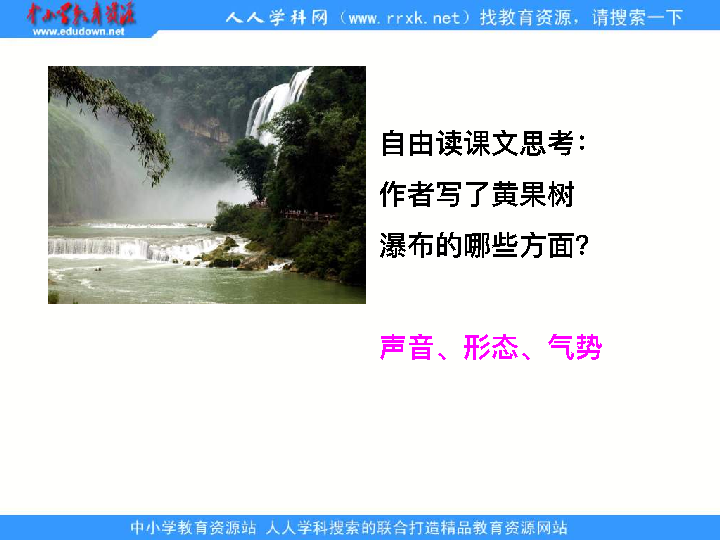 中小学教育资源
www.edudown.net
人人学科网（www.rrxk.net）找教育资源，请搜索一下
自由读课文思考：
作者写了黄果树
瀑布的哪些方面？
声音、形态、气势
中小学教育资源站 人人学科搜索的联合打造精品教育资源网站